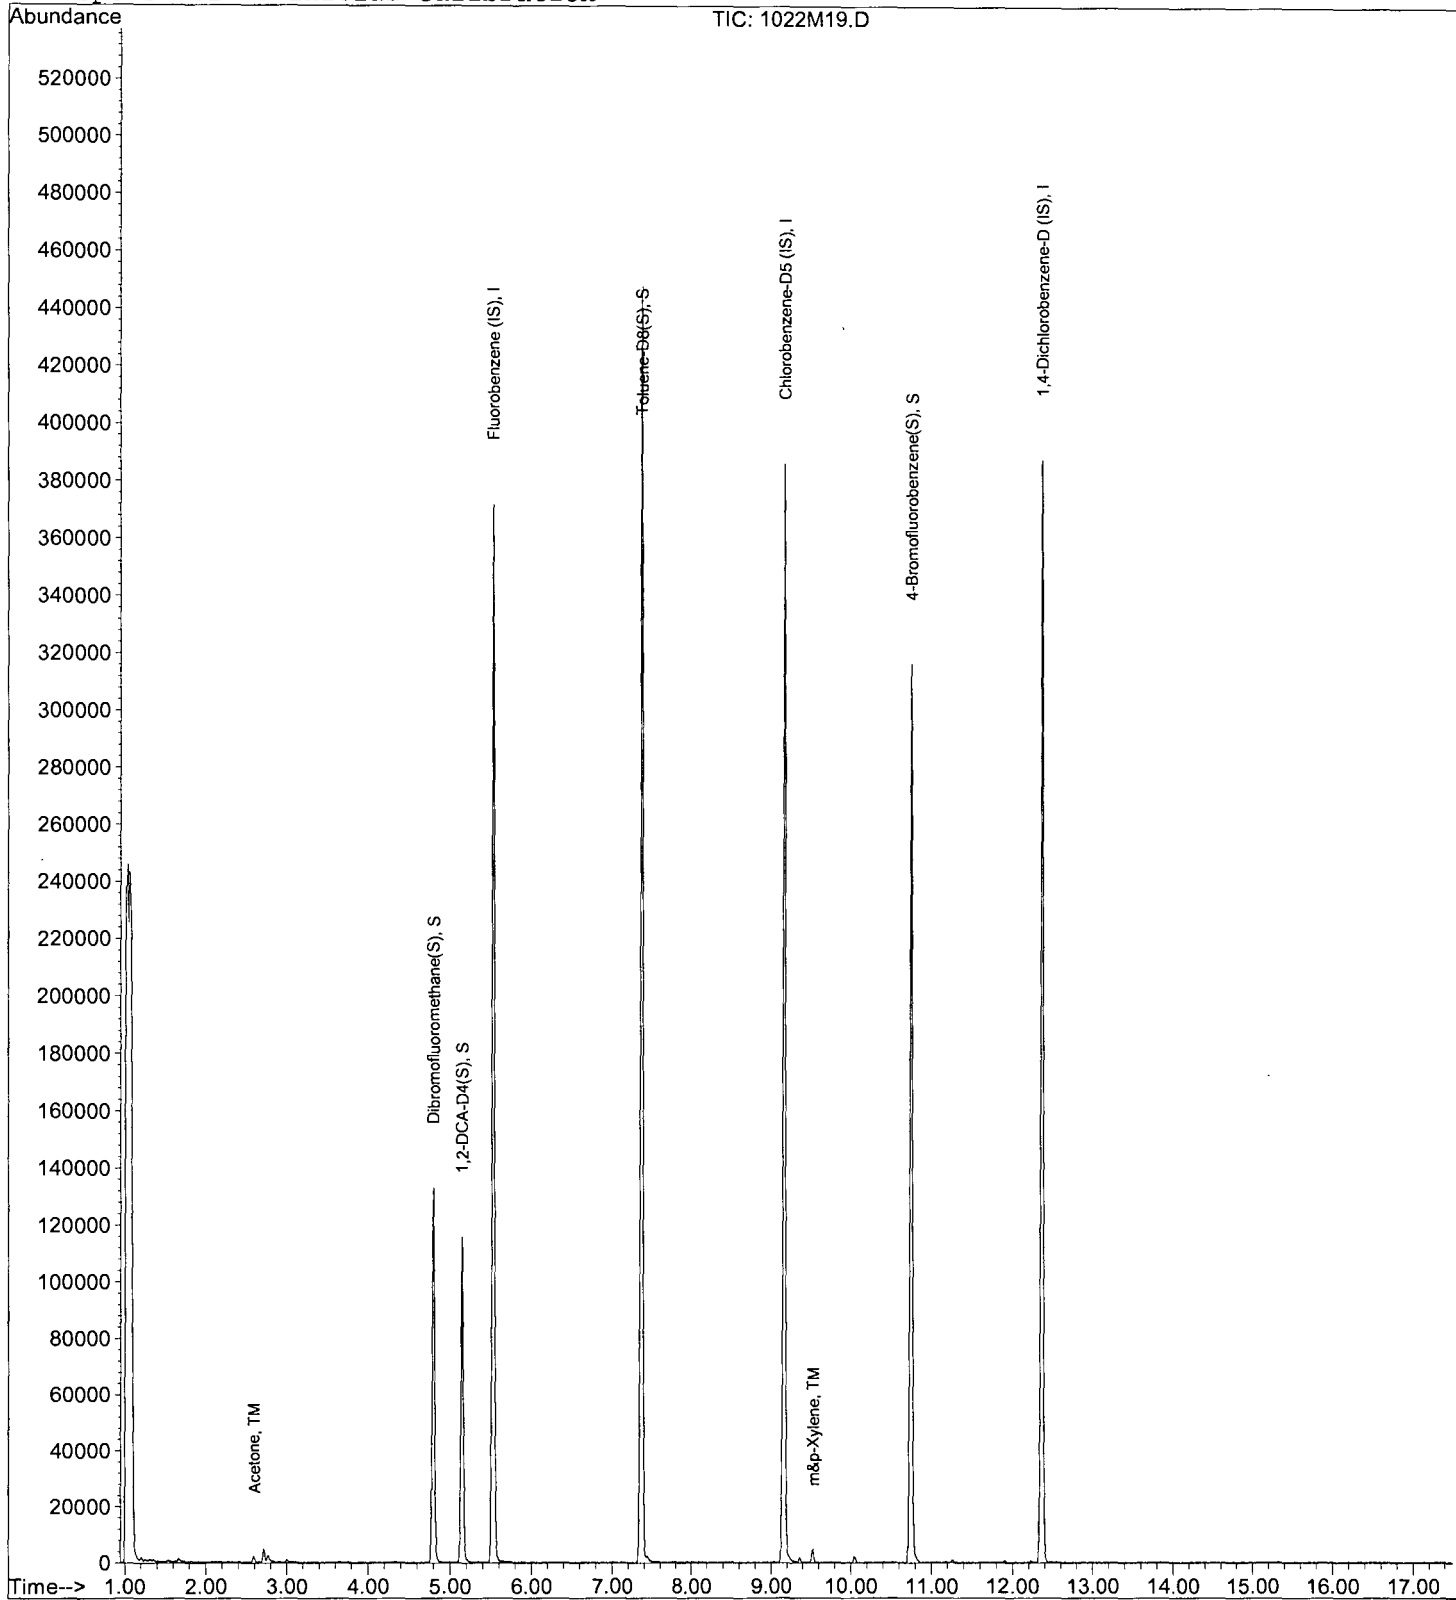 Abundance
TIC: 1022M19.D
520000
500000
480000
460000
440000
420000
400000
380000
360000
340000
320000
300000
280000
260000
240000
220000
200000
180000
160000
140000
120000
100000
80000
60000
40000
20000
0
Acetone, TM
Dibromofluoromethane(S), S
1,2-DCA-D4(S), S
Fluorobenzene (IS), I
Toluene-D8(S), S
Chlorobenzene-D5 (IS), I
m&p-Xylene, TM
4-Bromofluorobenzene(S), S
1,4-Dichlorobenzene-D (IS), I
Time--> 1.00 2.00 3.00 4.00 5.00 6.00 7.00 8.00 9.00 10.00 11.00 12.00 13.00 14.00 15.00 16.00 17.00